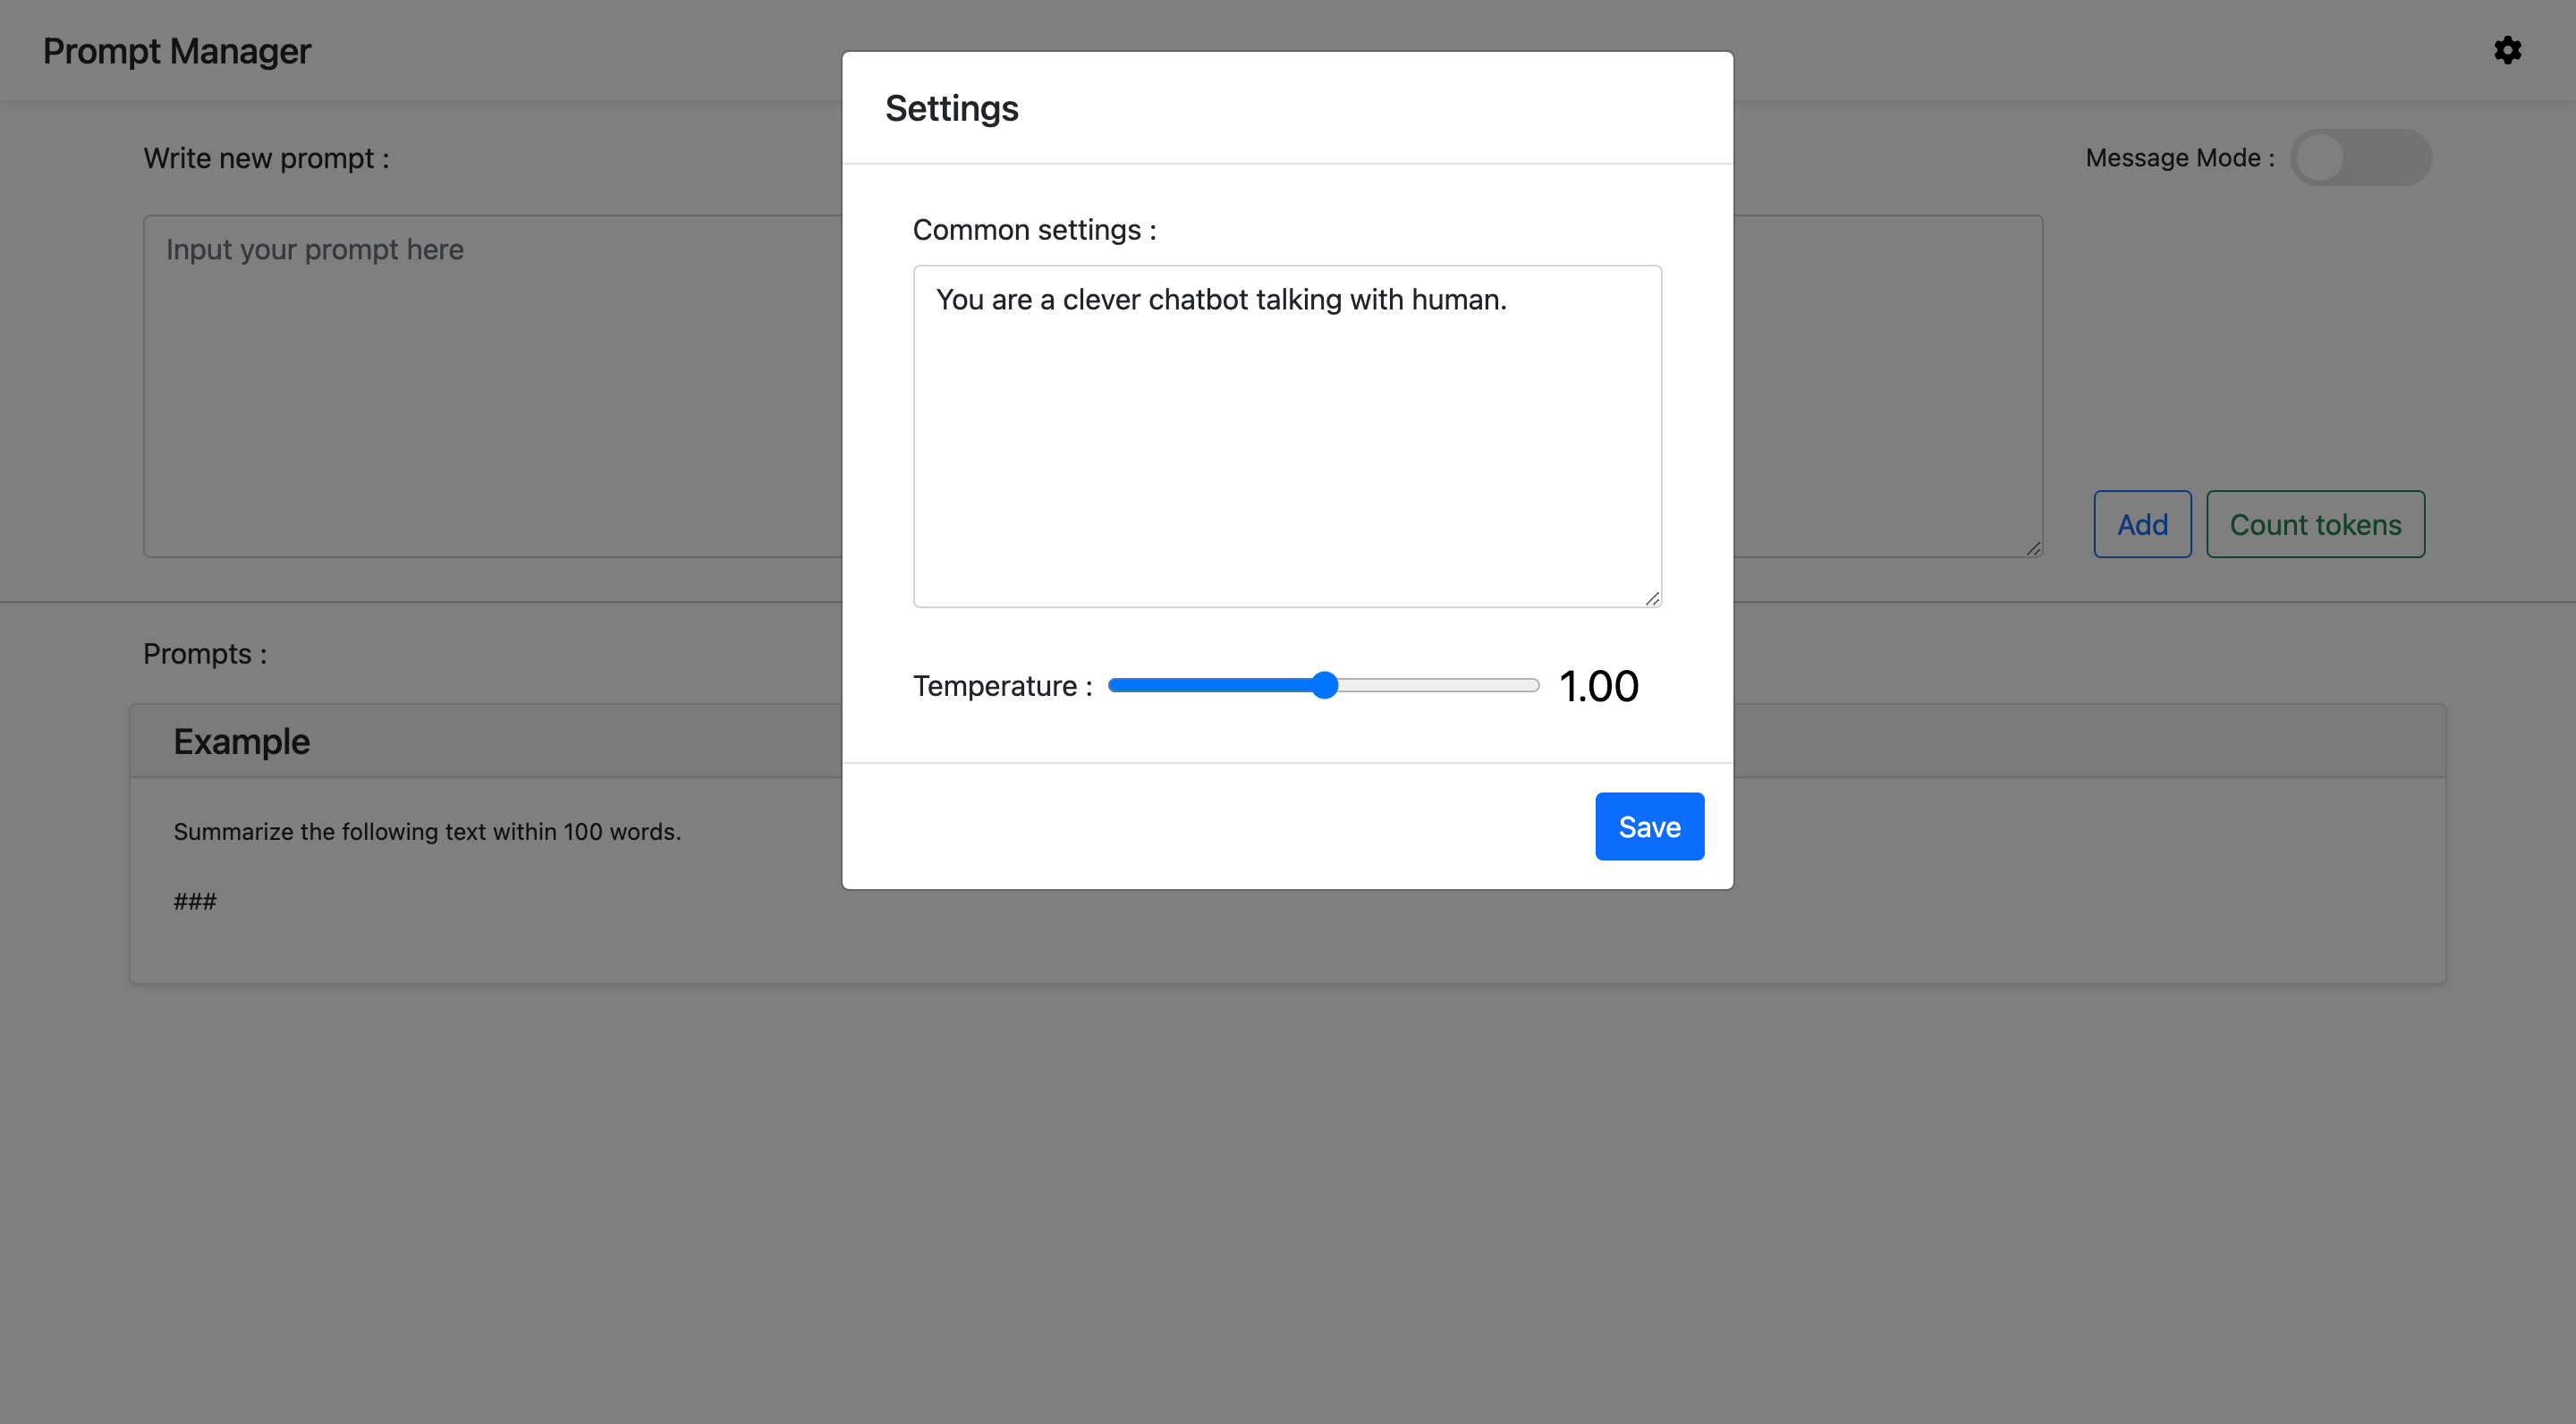 Prompt Manager
Settings
Write new prompt :
Message Mode :
Common settings :
Input your prompt here
You are a clever chatbot talking with human.
Add
Count tokens
Prompts :
Temperature :
1.00
Example
Save
Summarize the following text within 100 words.
###